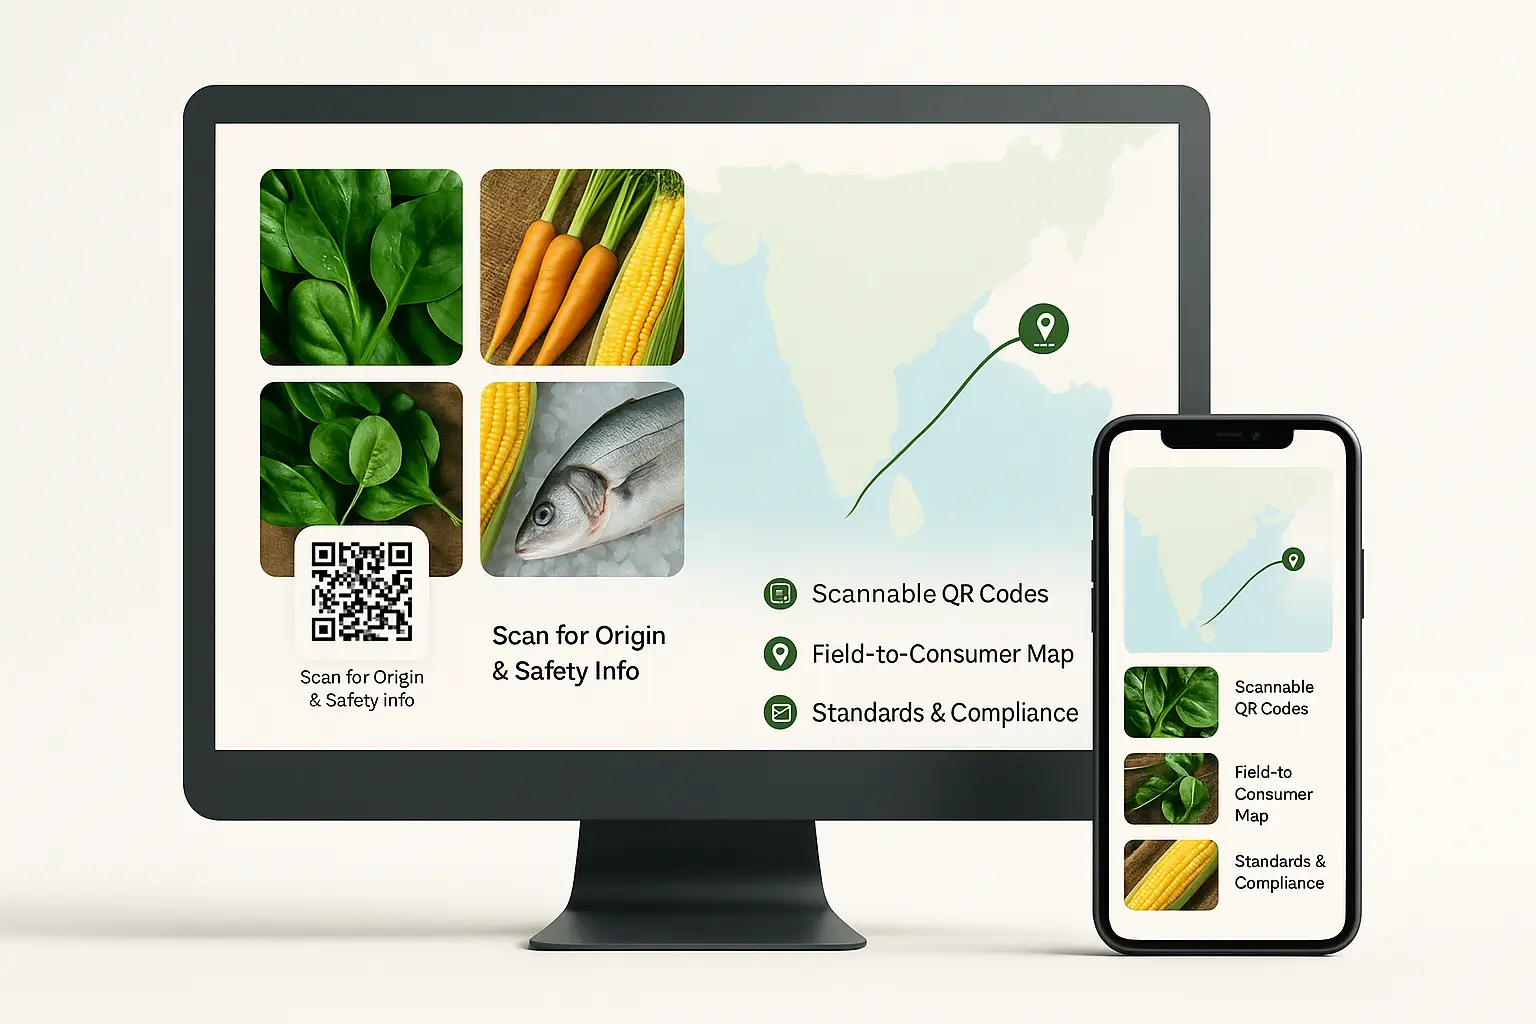 Scan for Origin
& Safety info
Scan for Origin
& Safety Info
Scannable QR Codes
Field-to-Consumer Map
Standards & Compliance
Scannable
QR Codes
Field-to
Consumer
Map
Standards &
Compliance